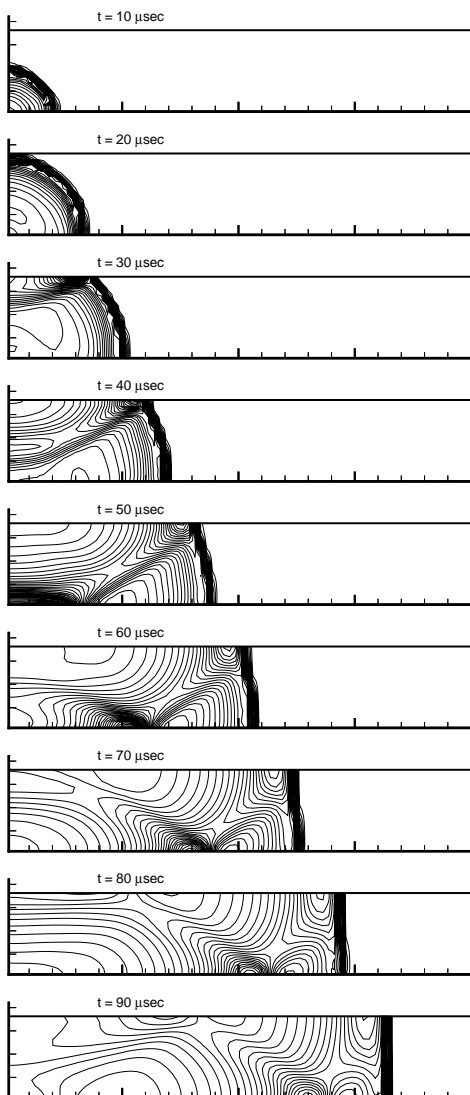 t = 10 μsec
t = 20 μsec
t = 30 μsec
t = 40 μsec
t = 50 μsec
t = 60 μsec
t = 70 μsec
t = 80 μsec
t = 90 μsec